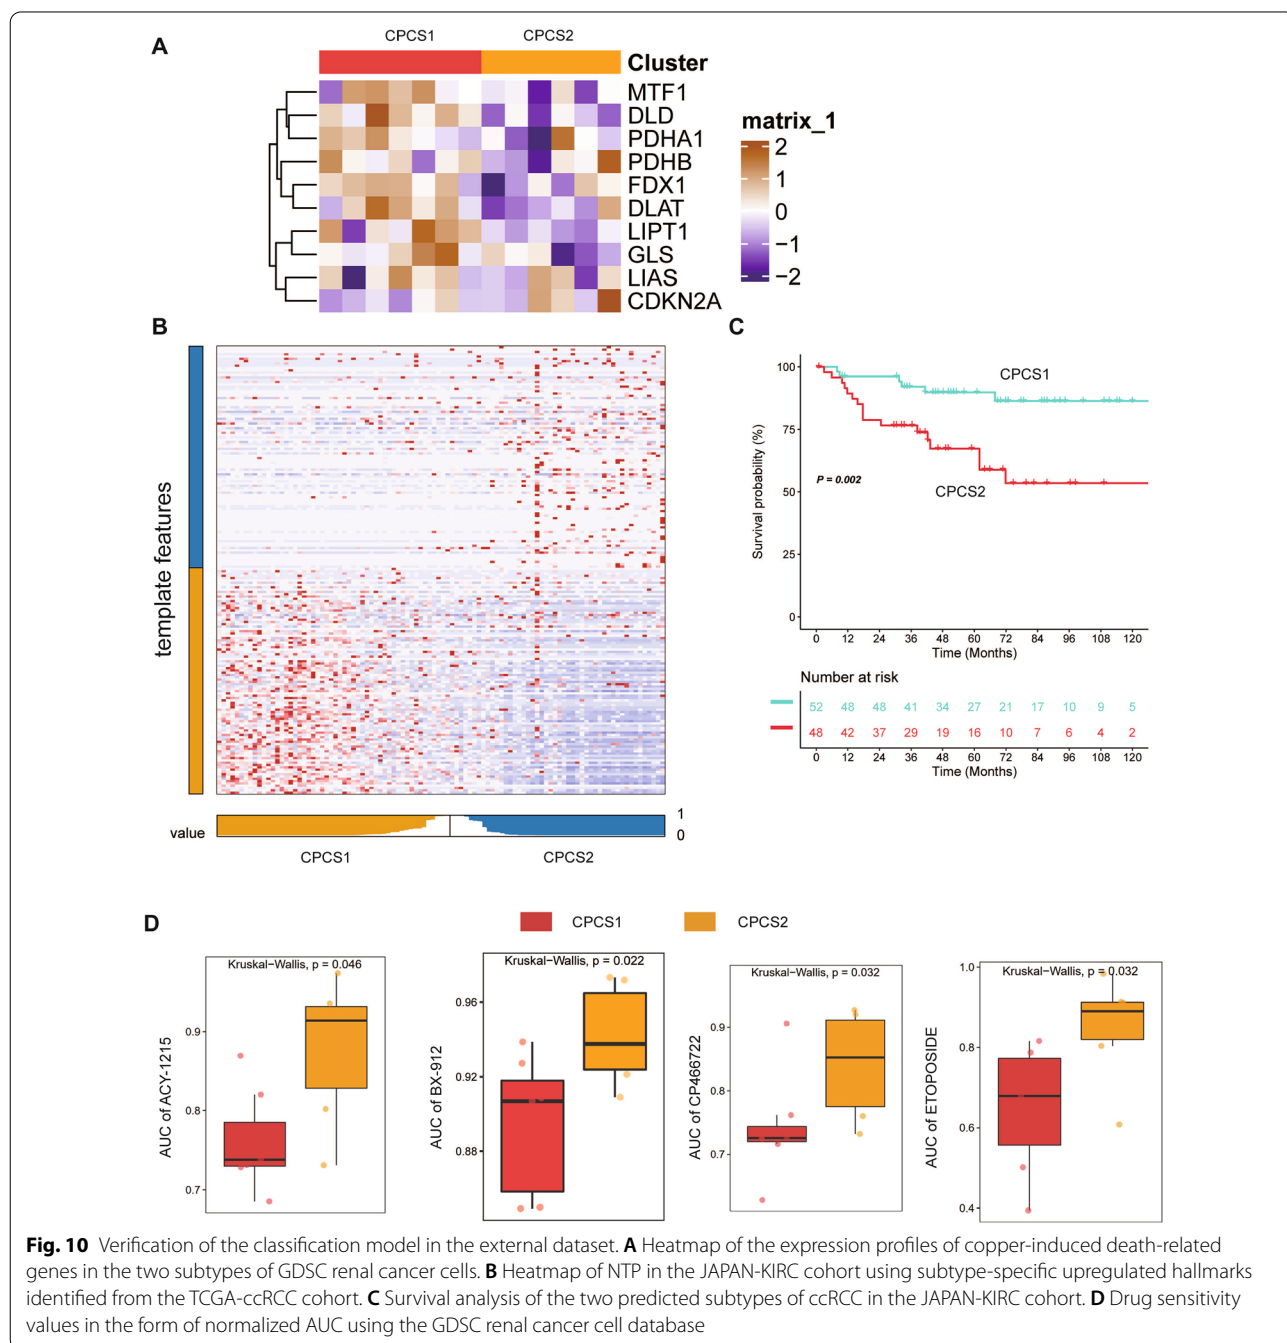 A
CPCS1 CPCS2
Cluster
MTF1
DLD
PDHA1
PDHB
FDX1
DLAT
LIPT1
GLS
LIAS
CDKN2A
matrix_1
2
1
0
−1
−2
B
template features
value
1
0
CPCS1 CPCS2
C
Survival probability (%)
100
75
50
25
0
CPCS1
CPCS2
P = 0.002
0 12 24 36 48 60 72 84 96 108 120
Time (Months)
Number at risk
52 48 48 41 34 27 21 17 10 9 5
48 42 37 29 19 16 10 7 6 4 2
0 12 24 36 48 60 72 84 96 108 120
Time (Months)
D
CPCS1 CPCS2
Kruskal−Wallis, p = 0.046
AUC of ACY-1215
0.9
0.8
0.7
Kruskal−Wallis, p = 0.022
AUC of BX-912
0.96
0.92
0.88
Kruskal−Wallis, p = 0.032
AUC of CP466722
0.9
0.8
0.7
Kruskal−Wallis, p = 0.032
AUC of ETOPOSIDE
1.0
0.8
0.6
0.4
Fig. 10 Verification of the classification model in the external dataset. A Heatmap of the expression profiles of copper-induced death-related
genes in the two subtypes of GDSC renal cancer cells. B Heatmap of NTP in the JAPAN-KIRC cohort using subtype-specific upregulated hallmarks
identified from the TCGA-ccRCC cohort. C Survival analysis of the two predicted subtypes of ccRCC in the JAPAN-KIRC cohort. D Drug sensitivity
values in the form of normalized AUC using the GDSC renal cancer cell database